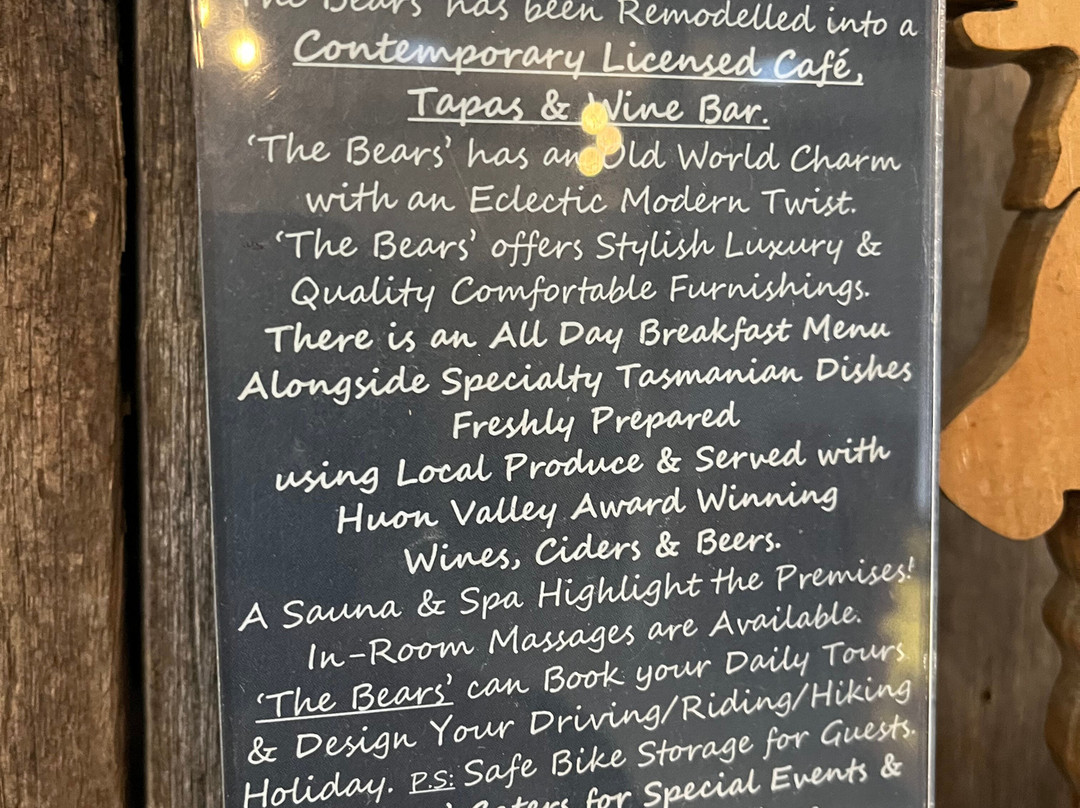 The Bears' has been Remodelled into a
Contemporary Licensed Café,
Tapas & Wine Bar.
'The Bears' has an Old World Charm
with an Eclectic Modern Twist.
'The Bears' offers Stylish Luxury &
Quality Comfortable Furnishings.
There is an All Day Breakfast Menu
Alongside Specialty Tasmanian Dishes
Freshly Prepared
using Local Produce & Served with
Huon Valley Award Winning
Wines, Ciders & Beers.
A Sauna & Spa Highlight the Premises!
In-Room Massages are Available.
'The Bears' can Book your Daily Tours
& Design Your Driving/Riding/Hiking
Holiday. P.S: Safe Bike Storage for Guests.
Caters for Special Events &